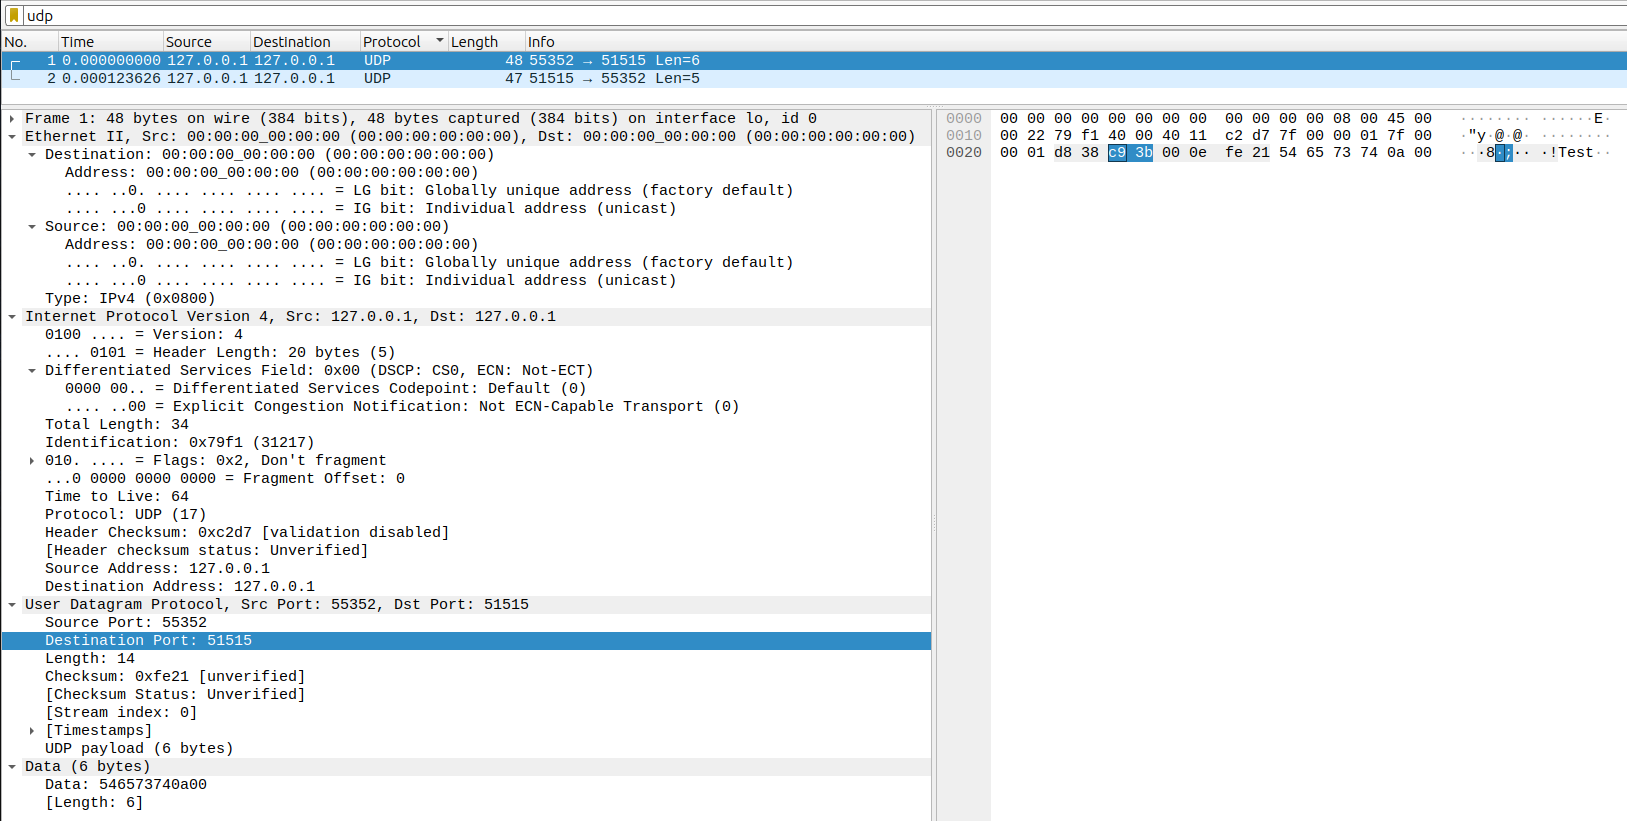 udp
No. Time Source Destination Protocol Length Info
1 0.000000000 127.0.0.1 127.0.0.1 UDP 48 55352 → 51515 Len=6
2 0.000123626 127.0.0.1 127.0.0.1 UDP 47 51515 → 55352 Len=5
Frame 1: 48 bytes on wire (384 bits), 48 bytes captured (384 bits) on interface lo, id 0
Ethernet II, Src: 00:00:00_00:00:00 (00:00:00:00:00:00), Dst: 00:00:00_00:00:00 (00:00:00:00:00:00)
Destination: 00:00:00_00:00:00 (00:00:00:00:00:00)
Address: 00:00:00_00:00:00 (00:00:00:00:00:00)
.... ..0. .... .... .... .... = LG bit: Globally unique address (factory default)
.... ...0 .... .... .... .... = IG bit: Individual address (unicast)
Source: 00:00:00_00:00:00 (00:00:00:00:00:00)
Address: 00:00:00_00:00:00 (00:00:00:00:00:00)
.... ..0. .... .... .... .... = LG bit: Globally unique address (factory default)
.... ...0 .... .... .... .... = IG bit: Individual address (unicast)
Type: IPv4 (0x0800)
Internet Protocol Version 4, Src: 127.0.0.1, Dst: 127.0.0.1
0100 .... = Version: 4
.... 0101 = Header Length: 20 bytes (5)
Differentiated Services Field: 0x00 (DSCP: CS0, ECN: Not-ECT)
0000 00.. = Differentiated Services Codepoint: Default (0)
.... ..00 = Explicit Congestion Notification: Not ECN-Capable Transport (0)
Total Length: 34
Identification: 0x79f1 (31217)
010. .... = Flags: 0x2, Don't fragment
...0 0000 0000 0000 = Fragment Offset: 0
Time to Live: 64
Protocol: UDP (17)
Header Checksum: 0xc2d7 [validation disabled]
[Header checksum status: Unverified]
Source Address: 127.0.0.1
Destination Address: 127.0.0.1
User Datagram Protocol, Src Port: 55352, Dst Port: 51515
Source Port: 55352
Destination Port: 51515
Length: 14
Checksum: 0xfe21 [unverified]
[Checksum Status: Unverified]
[Stream index: 0]
[Timestamps]
UDP payload (6 bytes)
Data (6 bytes)
Data: 546573740a00
[Length: 6]
0000 00 00 00 00 00 00 00 00 00 00 00 00 08 00 45 00 ········ ······E·
0010 00 22 79 f1 40 00 40 11 c2 d7 7f 00 00 01 7f 00 ·"y·@·@· ········
0020 00 01 d8 38 c9 3b 00 0e fe 21 54 65 73 74 0a 00 ···8·;·· ·!Test··